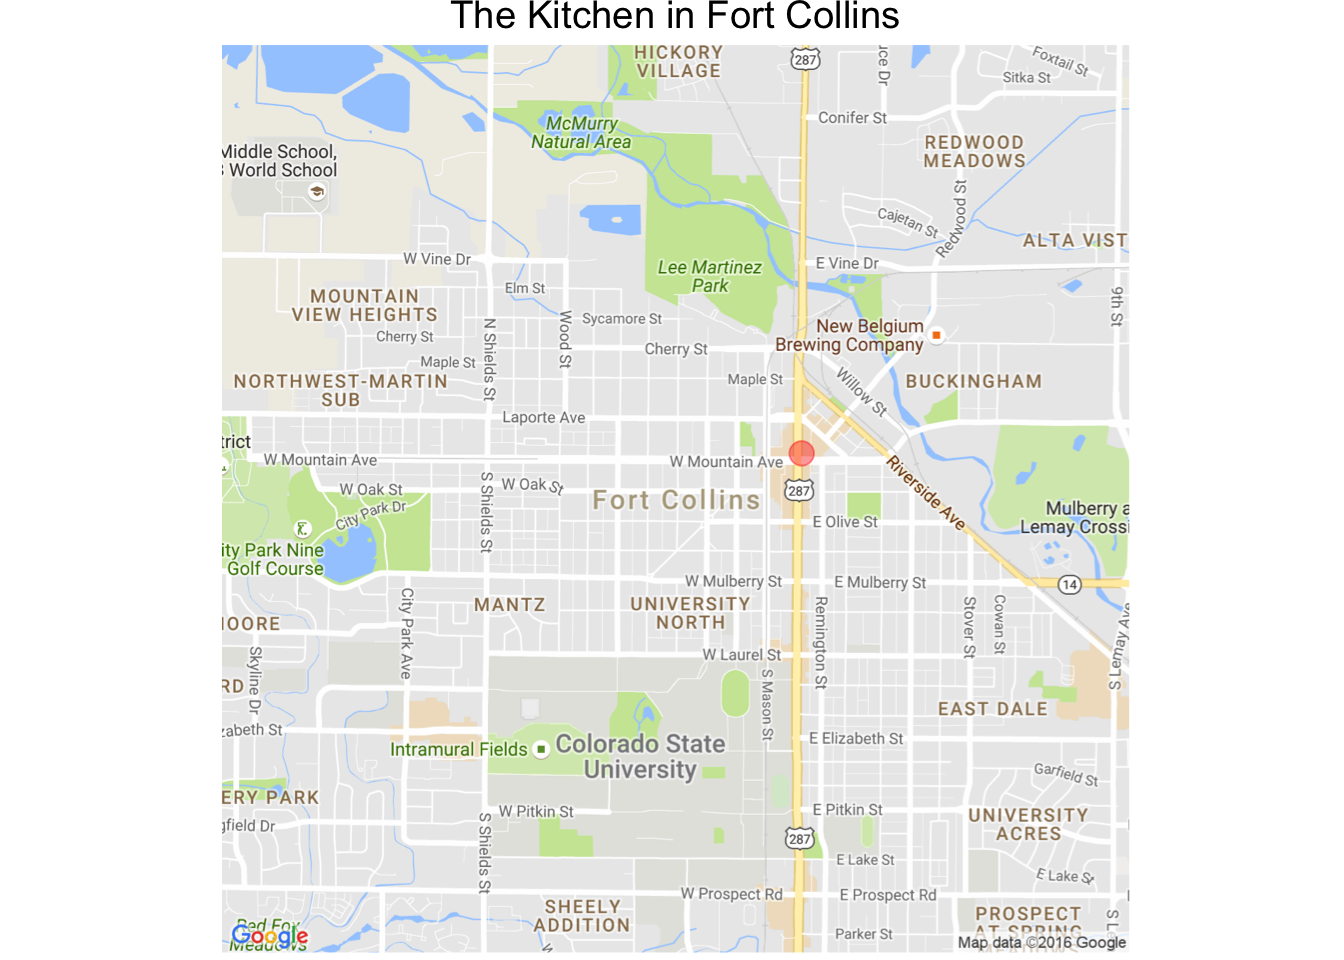 The Kitchen in Fort Collins
HICKORY
VILLAGE
287
Foxtail St
Sitka St
Conifer St
McMurry
Natural Area
REDWOOD
MEADOWS
Middle School,
World School
Redwood St
Cajetan St
ALTA VIST
W Vine Dr
E Vine Dr
Lee Martinez
Park
Elm St
MOUNTAIN
VIEW HEIGHTS
9th St
Sycamore St
Wood St
N Shields St
New Belgium
Brewing Company
Cherry St
Cherry St
Maple St
Maple St
Willow St
NORTHWEST-MARTIN
SUB
BUCKINGHAM
Laporte Ave
trict
W Mountain Ave
W Mountain Ave
Riverside Ave
W Oak St
W Oak St
S Shields St
287
Fort Collins
City Park Dr
E Olive St
Mulberry a
Lemay Crossi
ity Park Nine
Golf Course
W Mulberry St
E Mulberry St
14
MANTZ
UNIVERSITY
NORTH
City Park Ave
Remington St
Stover St
Cowan St
S Lemay Ave
IOORE
Skyline Dr
W Laurel St
S Mason St
RD
EAST DALE
zabeth St
E Elizabeth St
Intramural Fields
Colorado State
University
Garfield St
ERY PARK
W Pitkin St
E Pitkin St
UNIVERSITY
ACRES
gfield Dr
S Shields St
287
E Lake St
E Lake St
W Prospect Rd
E Prospect Rd
SHEELY
ADDITION
PROSPECT
AT SPRING
MEADOWS
Red Fox
Meadows
Google
Parker St
Map data ©2016 Google